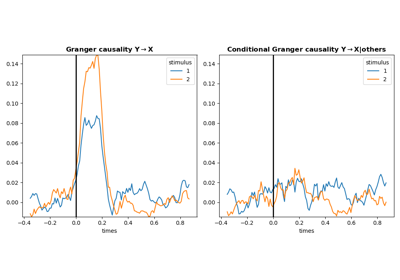 Granger causality Y→X
stimulus
1
2
0.14
0.12
0.10
0.08
0.06
0.04
0.02
0.00
−0.4 −0.2 0.0 0.2 0.4 0.6 0.8
times
Conditional Granger causality Y→X|others
stimulus
1
2
0.14
0.12
0.10
0.08
0.06
0.04
0.02
0.00
−0.4 −0.2 0.0 0.2 0.4 0.6 0.8
times